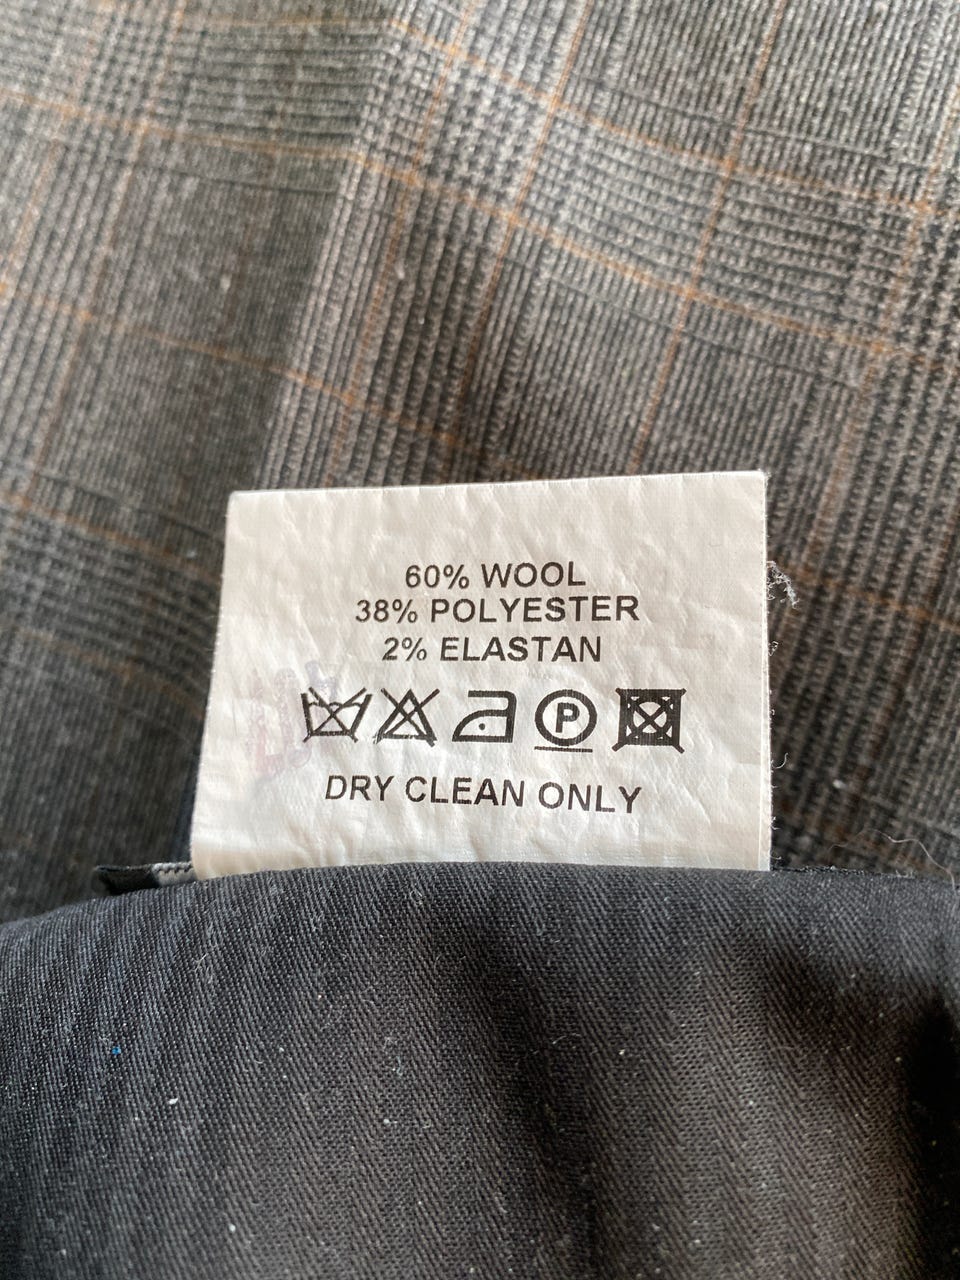 60% WOOL
38% POLYESTER
2% ELASTAN
P
DRY CLEAN ONLY